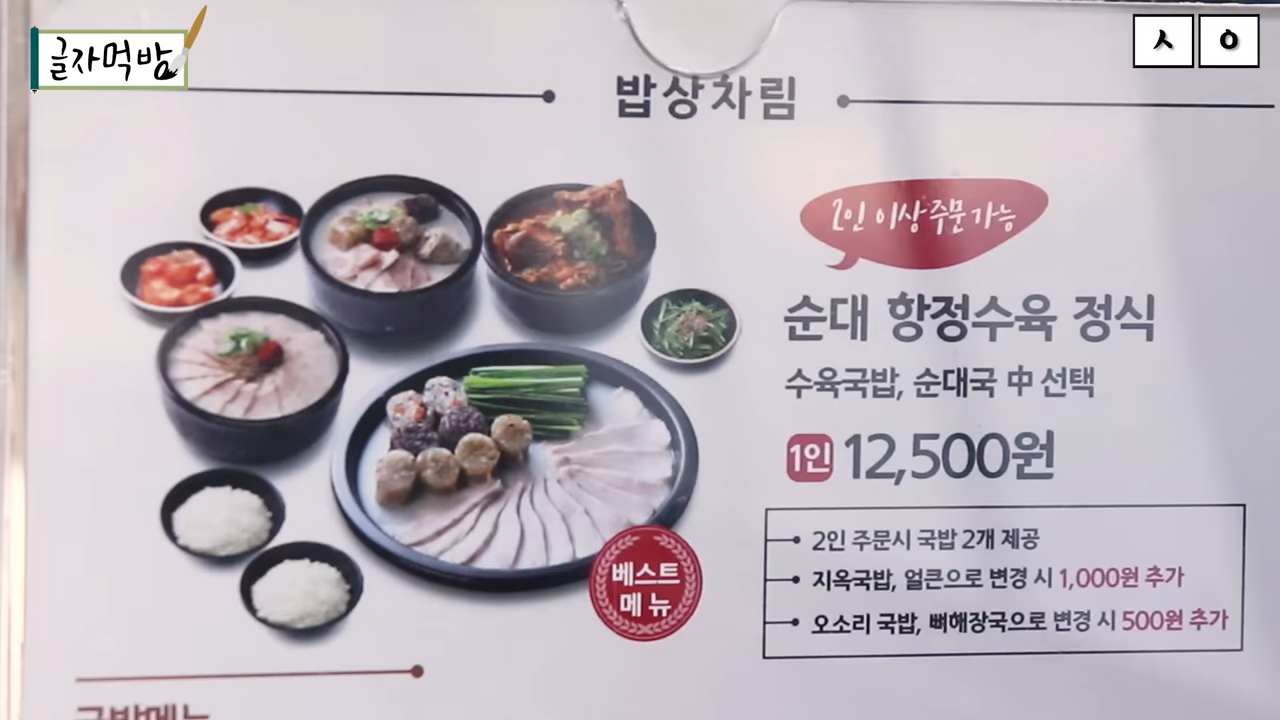 글자먹방
ㅅ ㅇ
밥상차림
2인 이상 주문 가능
순대 항정수육 정식
수육국밥, 순대국 中 선택
1인 12,500원
2인 주문시 국밥 2개 제공
지옥국밥, 얼큰으로 변경 시 1,000원 추가
오소리 국밥, 뼈해장국으로 변경 시 500원 추가
베스트
메뉴
국밥메뉴